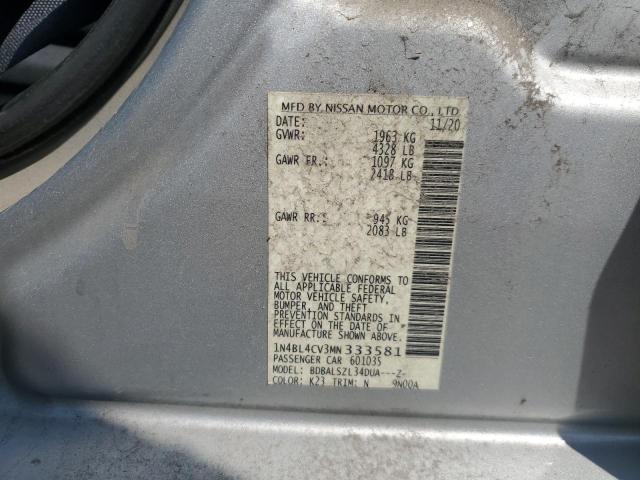 MFD BY NISSAN MOTOR CO., LTD
DATE: 11/20
GVWR: 1963 KG
4328 LB
GAWR FR.: 1097 KG
2418 LB
GAWR RR.: 945 KG
2083 LB
THIS VEHICLE CONFORMS TO
ALL APPLICABLE FEDERAL
MOTOR VEHICLE SAFETY,
BUMPER, AND THEFT
PREVENTION STANDARDS IN
EFFECT ON THE DATE OF
MANUFACTURE SHOWN ABOVE.
1N4BL4CV3MN 333581
PASSENGER CAR 601035
MODEL: BDBALSZL34DUA---Z-
COLOR: K23 TRIM: N 9N00A